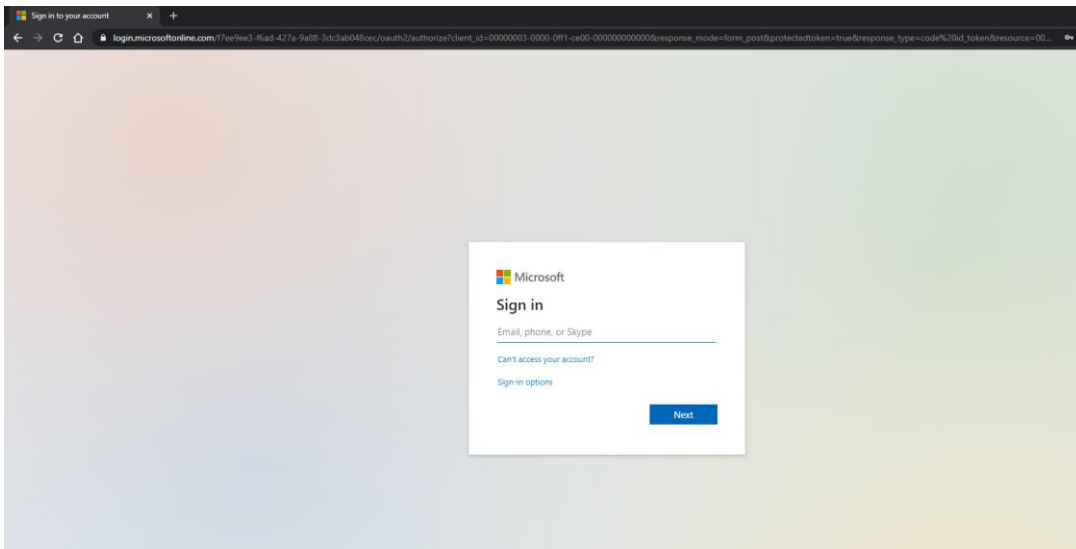 Sign in to your account
login.microsoftonline.com/f7ee9ee3-f6ad-427a-9a88-3dc3ab048cec/oauth2/authorize?client_id=00000003-0000-0ff1-ce00-000000000000&response_mode=form_post&protectedtoken=true&response_type=code%20id_token&resource=00...
Microsoft
Sign in
Email, phone, or Skype
Can't access your account?
Sign-in options
Next